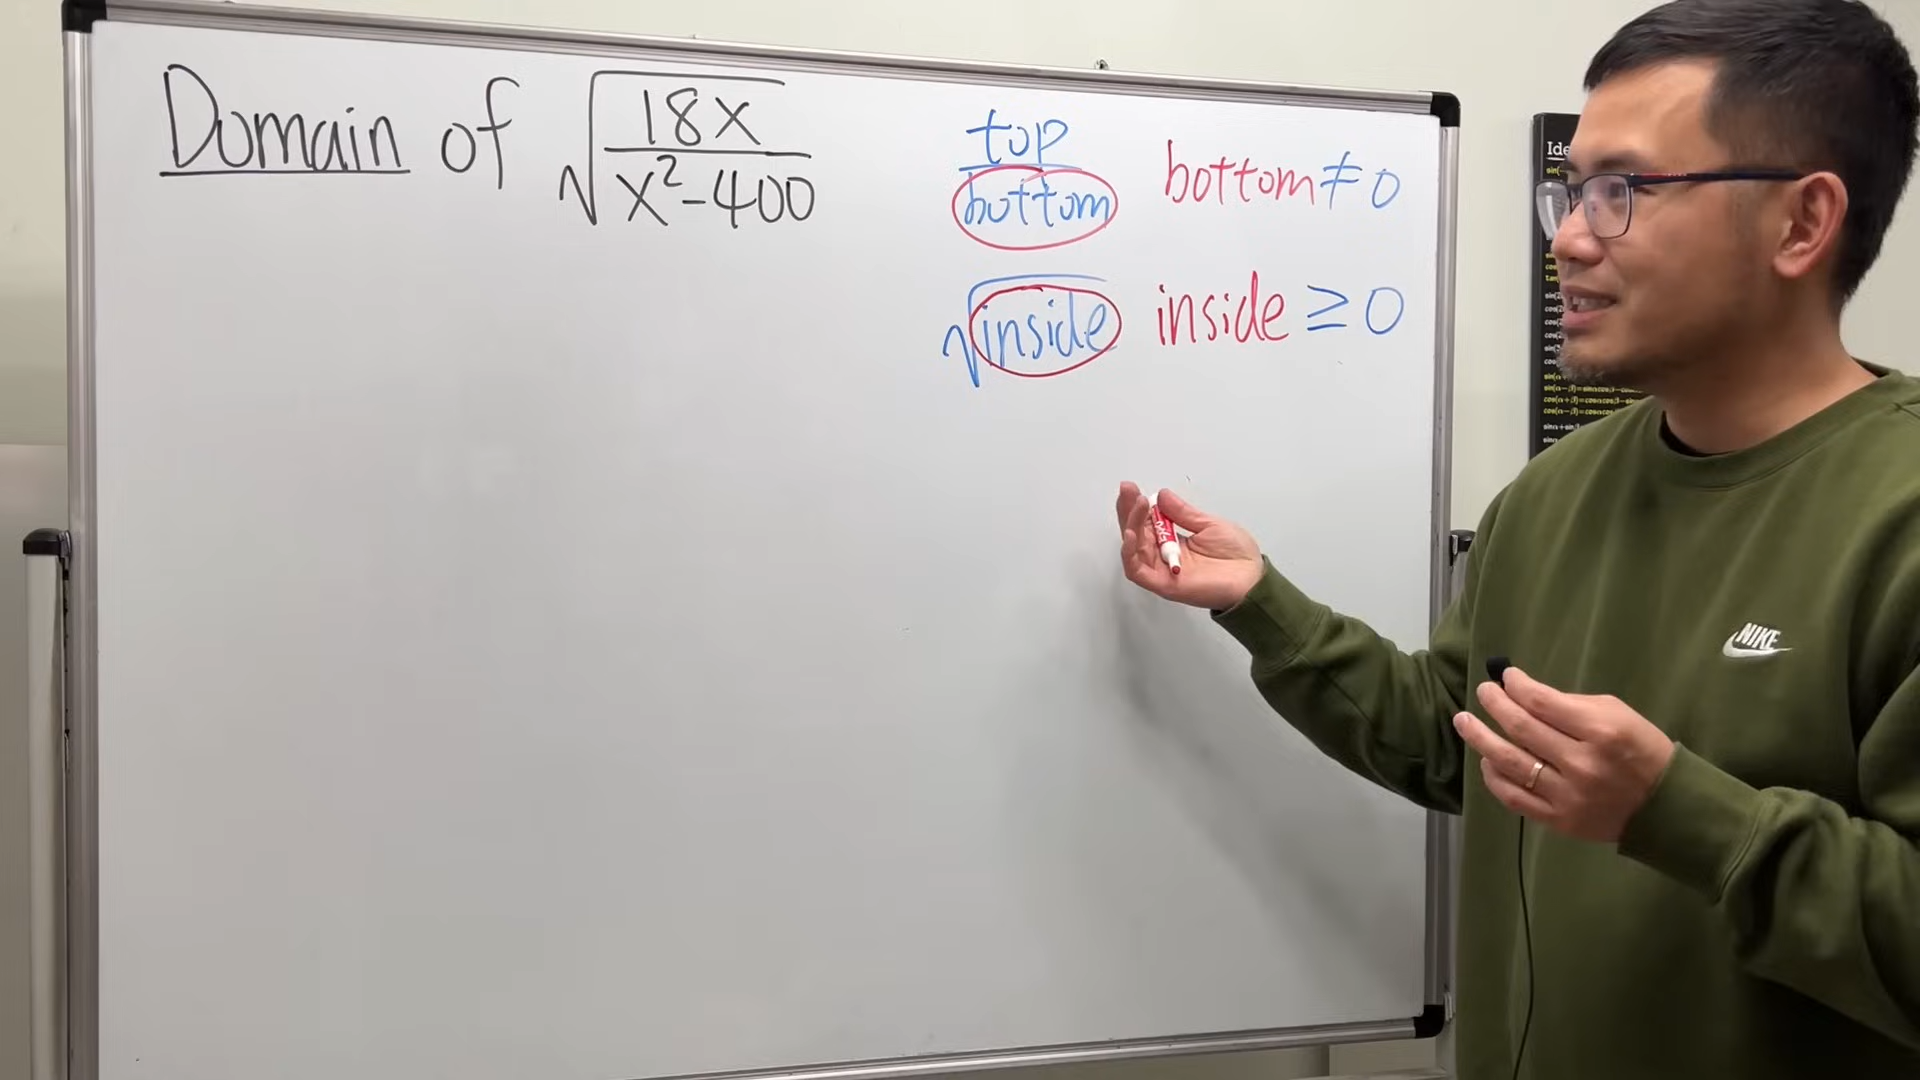 Domain of √(18x / (x²-400))
top
bottom bottom ≠ 0
√inside inside ≥ 0
NIKE